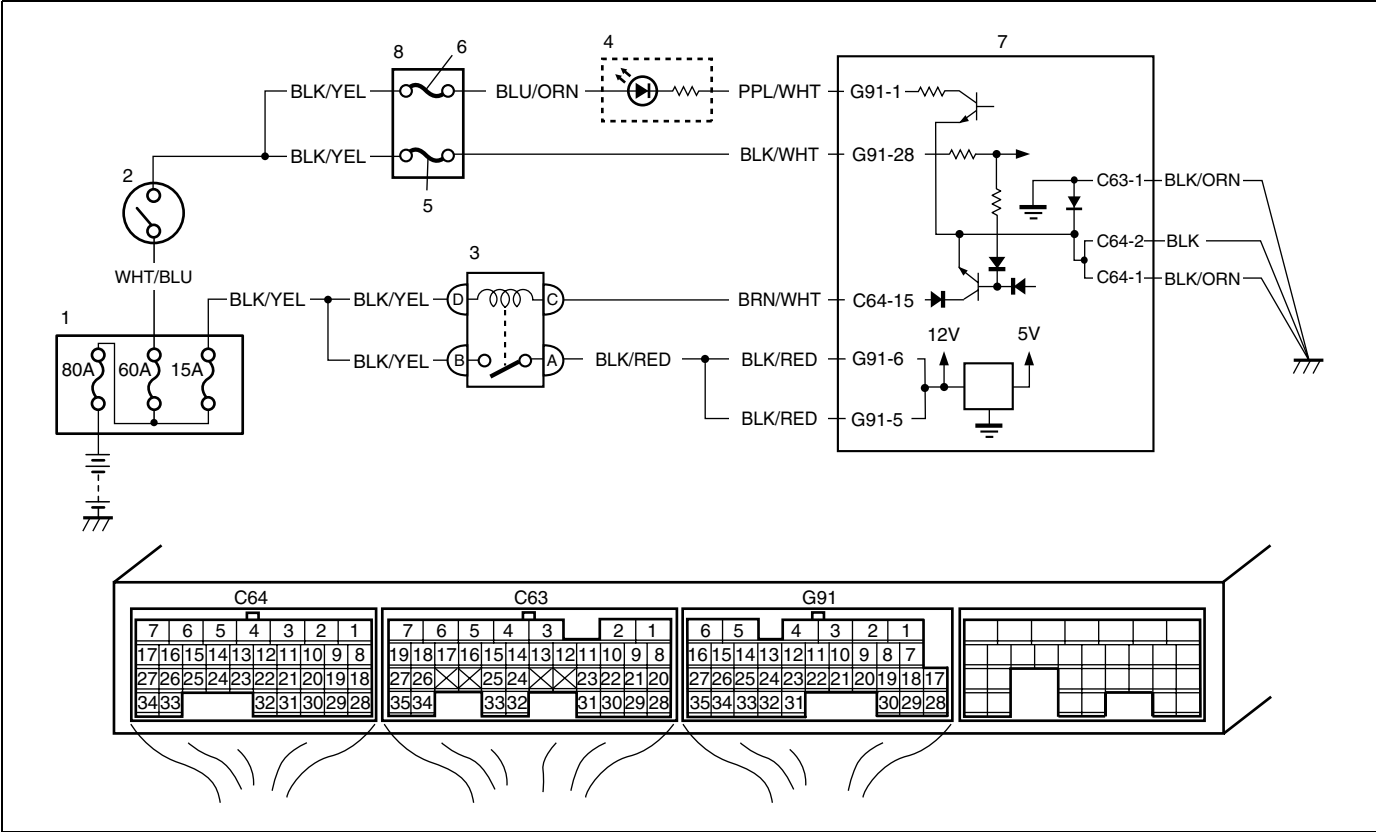 8 6 4 7
BLK/YEL BLU/ORN PPL/WHT G91-1
BLK/YEL BLK/WHT G91-28
2 5
C63-1 BLK/ORN
C64-2 BLK
C64-1 BLK/ORN
WHT/BLU
3
BLK/YEL BLK/YEL D C BRN/WHT C64-15
1
12V 5V
BLK/YEL B A BLK/RED BLK/RED G91-6
80A 60A 15A
BLK/RED G91-5
C64 C63 G91
7 6 5 4 3 2 1 7 6 5 4 3 2 1 6 5 4 3 2 1
17 16 15 14 13 12 11 10 9 8 19 18 17 16 15 14 13 12 11 10 9 8 16 15 14 13 12 11 10 9 8 7
27 26 25 24 23 22 21 20 19 18 27 26 25 24 23 22 21 20 27 26 25 24 23 22 21 20 19 18 17
34 33 32 31 30 29 28 35 34 33 32 31 30 29 28 35 34 33 32 31 30 29 28